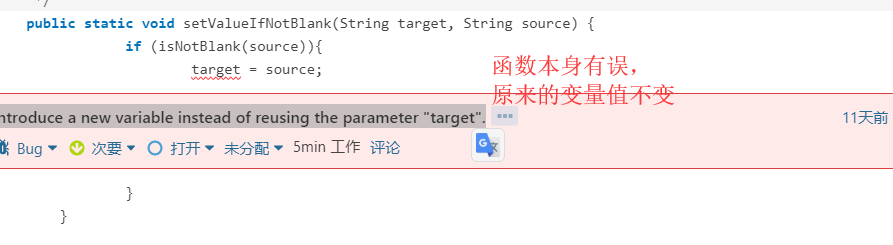 */
public static void setValueIfNotBlank(String target, String source) {
if (isNotBlank(source)){
target = source;
函数本身有误，
原来的变量值不变
ntroduce a new variable instead of reusing the parameter "target". ••• 11天前
Bug 次要 打开 未分配 5min 工作 评论
}
}